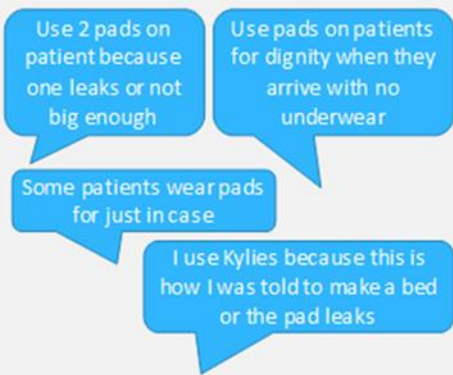 Use 2 pads on
patient because
one leaks or not
big enough
Use pads on patients
for dignity when they
arrive with no
underwear
Some patients wear pads
for just in case
I use Kylies because this is
how I was told to make a bed
or the pad leaks